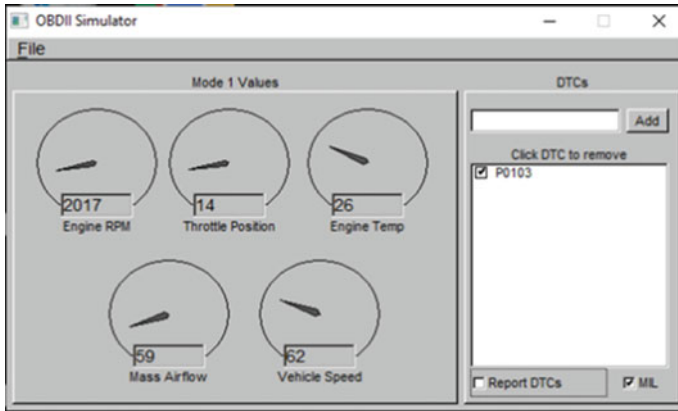 OBDII Simulator
File
Mode 1 Values
DTCs
Add
Click DTC to remove
P0103
2017
14
26
Engine RPM
Throttle Position
Engine Temp
59
62
Mass Airflow
Vehicle Speed
Report DTCs
MIL